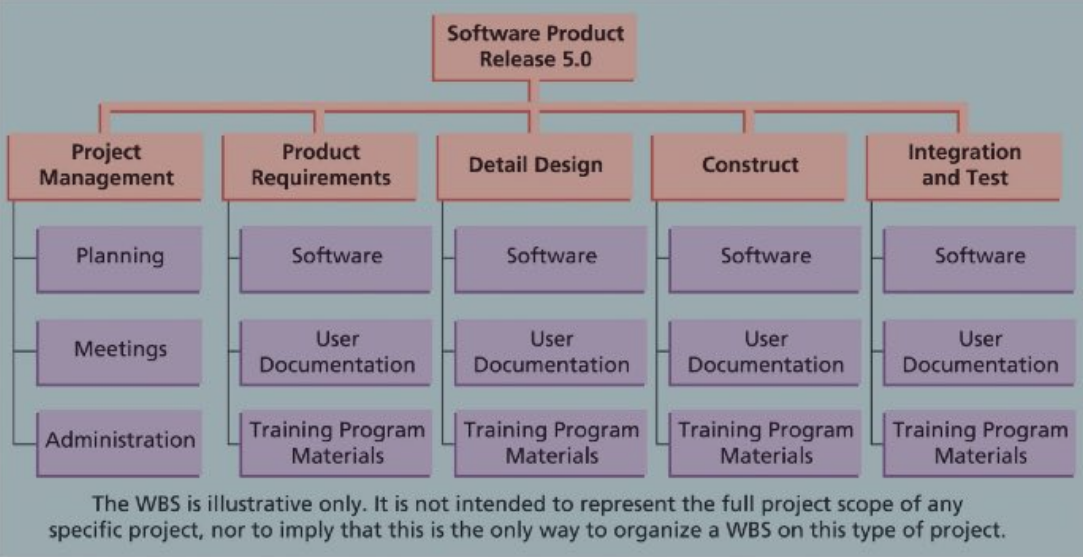 Software Product
Release 5.0
Project
Management
Product
Requirements
Detail Design
Construct
Integration
and Test
Planning
Software
Software
Software
Software
Meetings
User
Documentation
User
Documentation
User
Documentation
User
Documentation
Administration
Training Program
Materials
Training Program
Materials
Training Program
Materials
Training Program
Materials
The WBS is illustrative only. It is not intended to represent the full project scope of any
specific project, nor to imply that this is the only way to organize a WBS on this type of project.